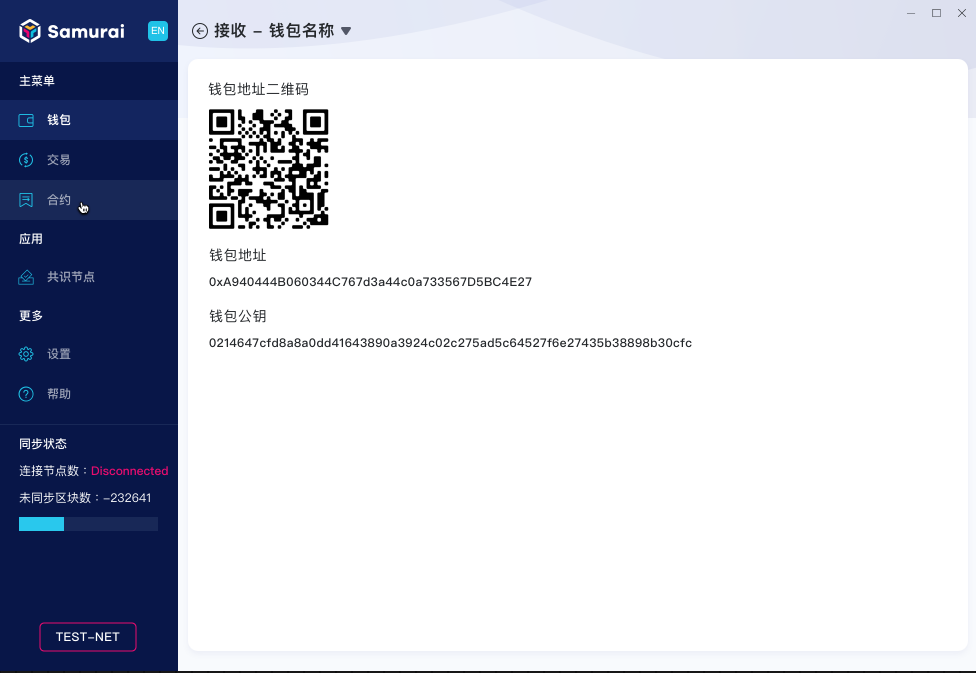 Samurai
EN
主菜单
钱包
交易
合约
应用
共识节点
更多
设置
帮助
同步状态
连接节点数：Disconnected
未同步区块数：-232641
TEST-NET
接收 - 钱包名称
钱包地址二维码
钱包地址
0xA940444B060344C767d3a44c0a733567D5BC4E27
钱包公钥
0214647cfd8a8a0dd41643890a3924c02c275ad5c64527f6e27435b38898b30cfc